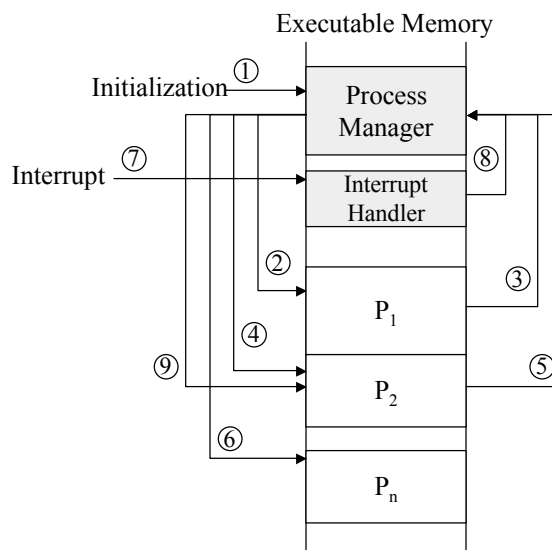 Executable Memory
①
Initialization
Process
Manager
⑦
Interrupt
⑧
Interrupt
Handler
②
③
P₁
④
⑨
⑤
P₂
⑥
Pₙ